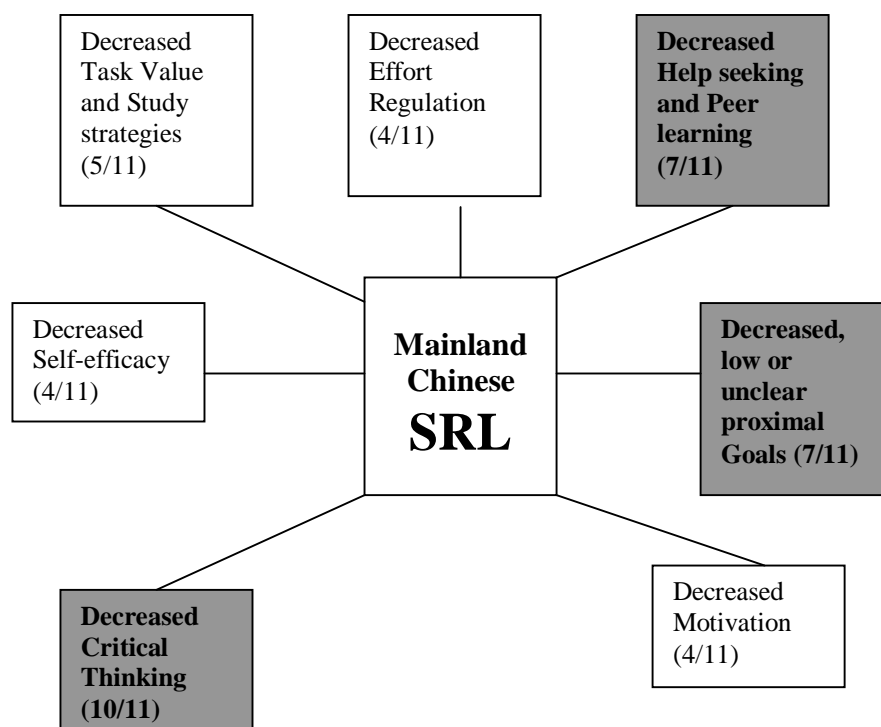 Decreased
Task Value
and Study
strategies
(5/11)
Decreased
Effort
Regulation
(4/11)
Decreased
Help seeking
and Peer
learning
(7/11)
Decreased
Self-efficacy
(4/11)
Mainland
Chinese
SRL
Decreased,
low or
unclear
proximal
Goals (7/11)
Decreased
Critical
Thinking
(10/11)
Decreased
Motivation
(4/11)